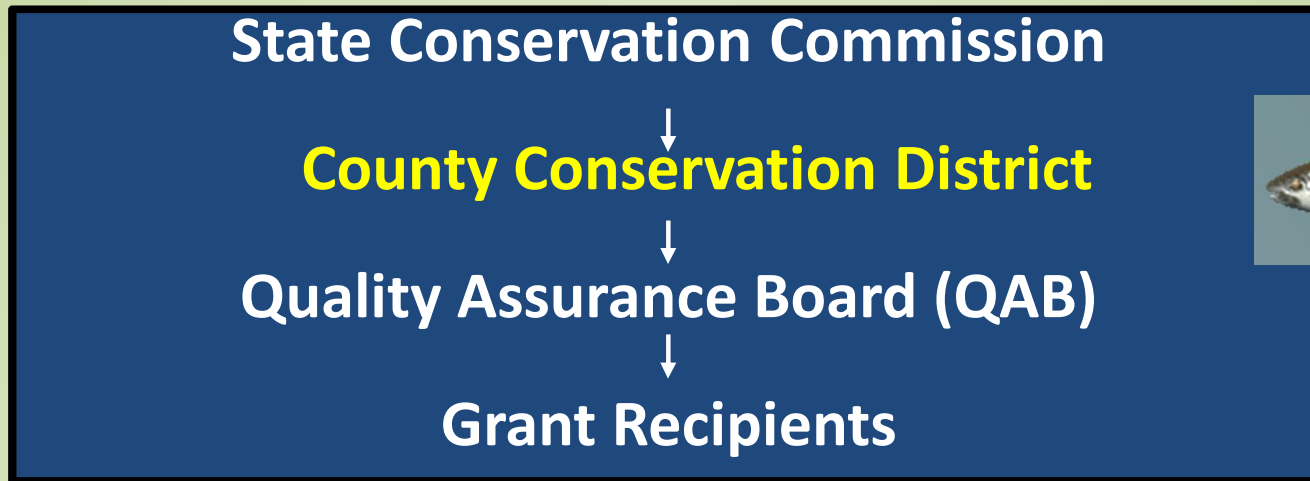 State Conservation Commission
County Conservation District
Quality Assurance Board (QAB)
Grant Recipients